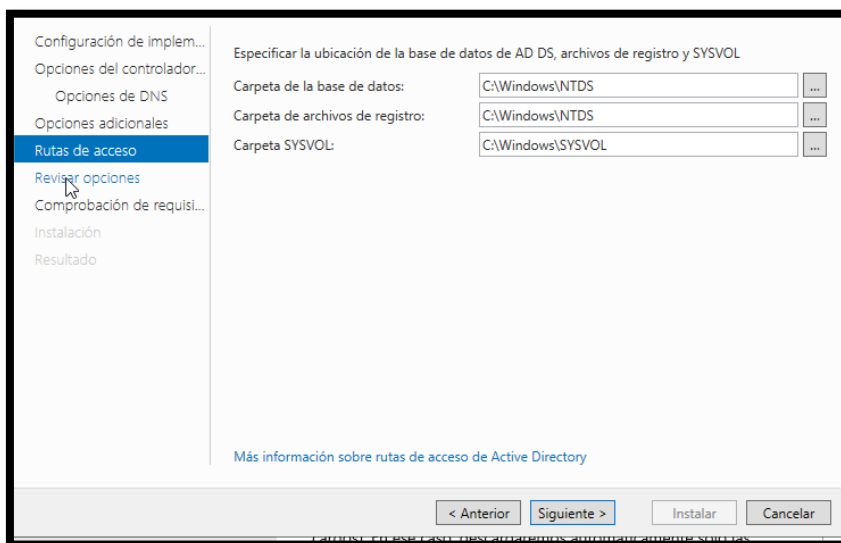 Configuración de implem...
Opciones del controlador...
Opciones de DNS
Opciones adicionales
Rutas de acceso
Revisar opciones
Comprobación de requisi...
Instalación
Resultado
Especificar la ubicación de la base de datos de AD DS, archivos de registro y SYSVOL
Carpeta de la base de datos: C:\Windows\NTDS ...
Carpeta de archivos de registro: C:\Windows\NTDS ...
Carpeta SYSVOL: C:\Windows\SYSVOL ...
Más información sobre rutas de acceso de Active Directory
< Anterior Siguiente > Instalar Cancelar